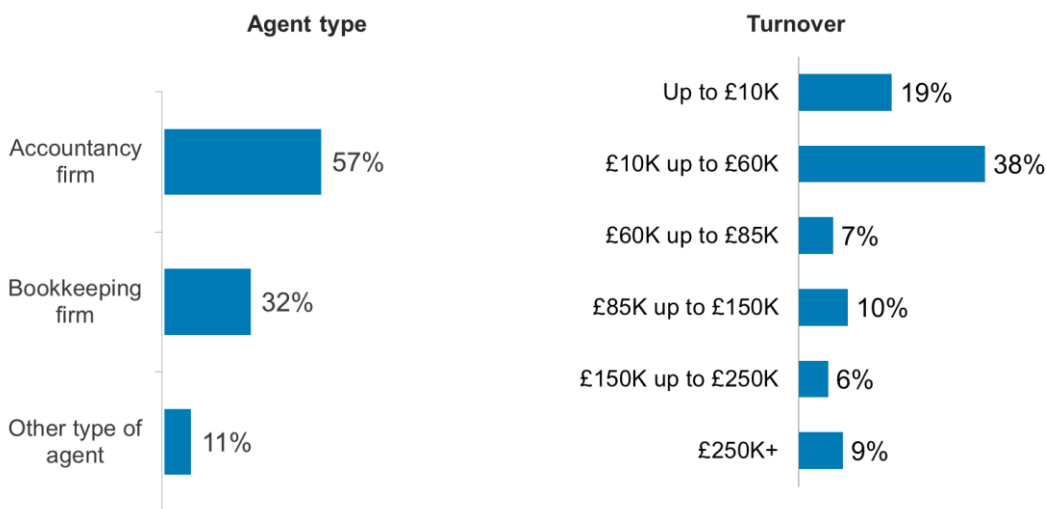 Agent type
Accountancy
firm
57%
Bookkeeping
firm
32%
Other type of
agent
11%
Turnover
Up to £10K
19%
£10K up to £60K
38%
£60K up to £85K
7%
£85K up to £150K
10%
£150K up to £250K
6%
£250K+
9%